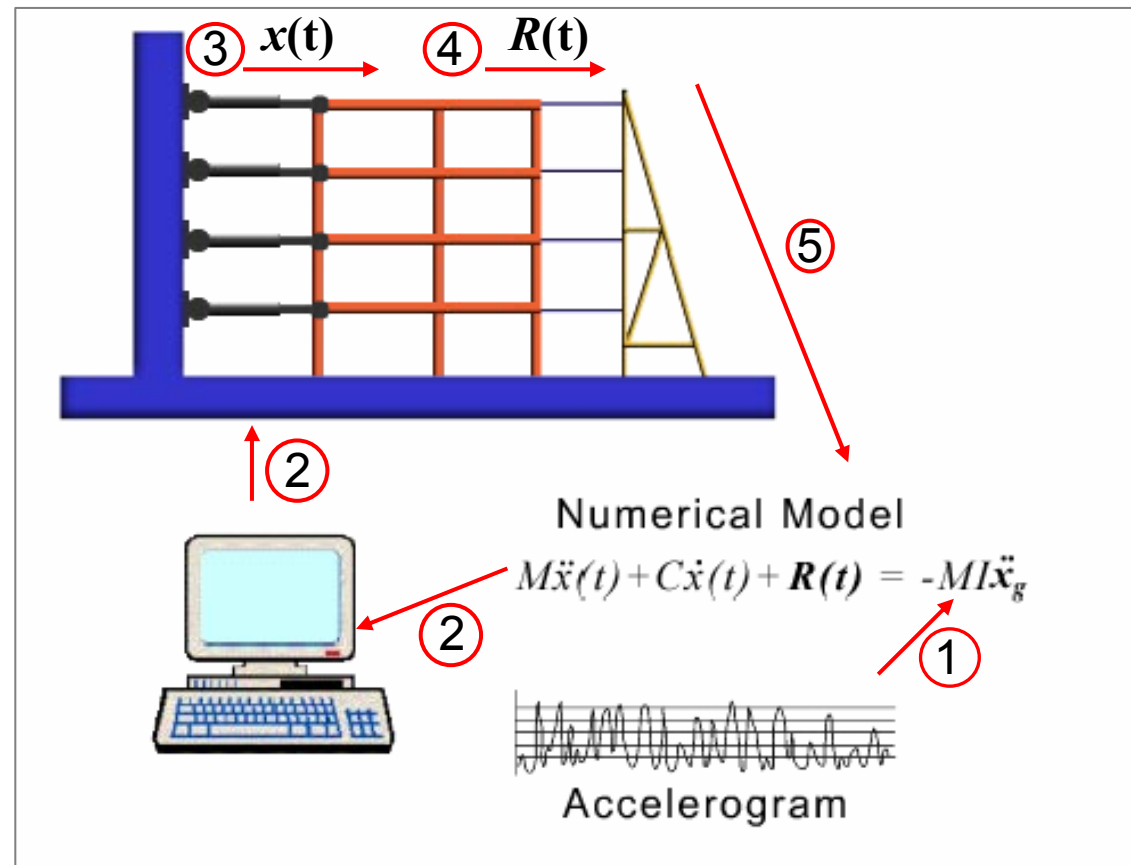 ③ x(t) ④ R(t)
⑤
②
Numerical Model
Mẍ(t) + Cẋ(t) + R(t) = -MIẍg
②
①
Accelerogram